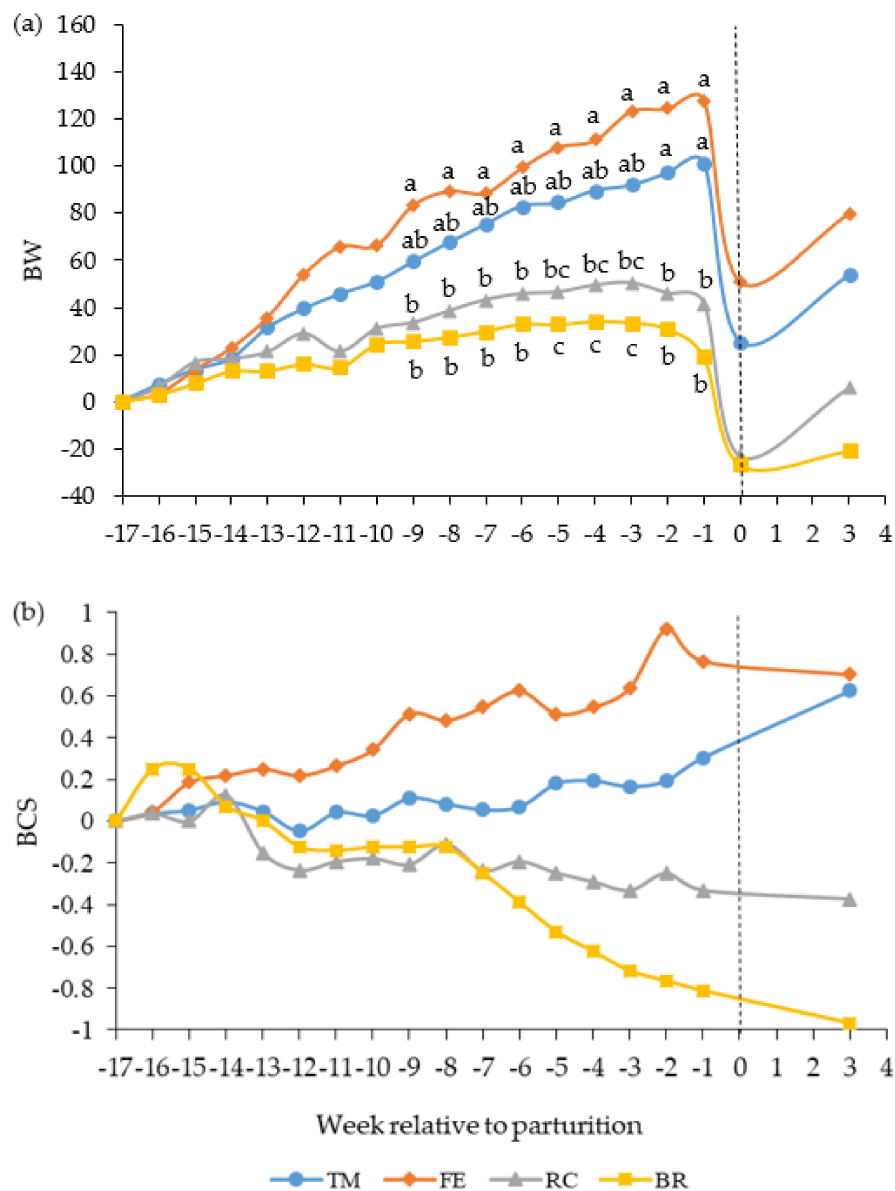 (a)
160
140
120
100
80
60
40
20
0
-20
-40
BW
a a a a a a a a a
ab ab ab ab ab ab ab a a
b b b b bc bc bc b b
b b b b c c c b b
-17 -16 -15 -14 -13 -12 -11 -10 -9 -8 -7 -6 -5 -4 -3 -2 -1 0 1 2 3 4
(b)
1
0.8
0.6
0.4
0.2
0
-0.2
-0.4
-0.6
-0.8
-1
BCS
-17 -16 -15 -14 -13 -12 -11 -10 -9 -8 -7 -6 -5 -4 -3 -2 -1 0 1 2 3 4
Week relative to parturition
TM FE RC BR